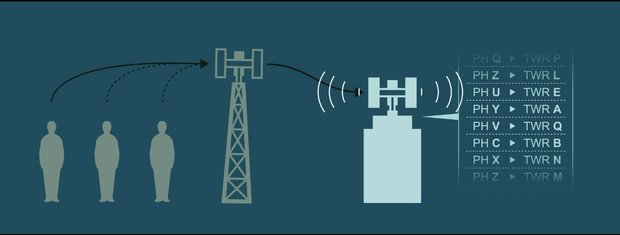 PH Q ► TWR P
PH Z ► TWR L
PH U ► TWR E
PH Y ► TWR A
PH V ► TWR Q
PH C ► TWR B
PH X ► TWR N
PH Z ► TWR M